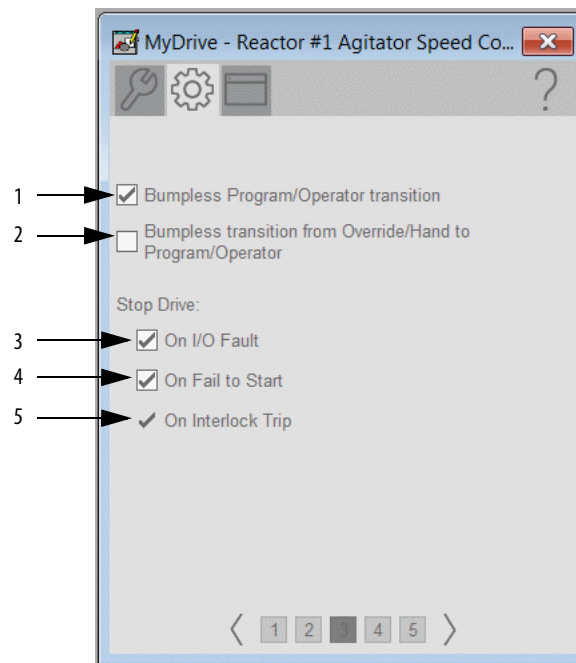 MyDrive - Reactor #1 Agitator Speed Co...
?
1
Bumpless Program/Operator transition
2
Bumpless transition from Override/Hand to
Program/Operator
Stop Drive:
3
On I/O Fault
4
On Fail to Start
5
On Interlock Trip
1 2 3 4 5